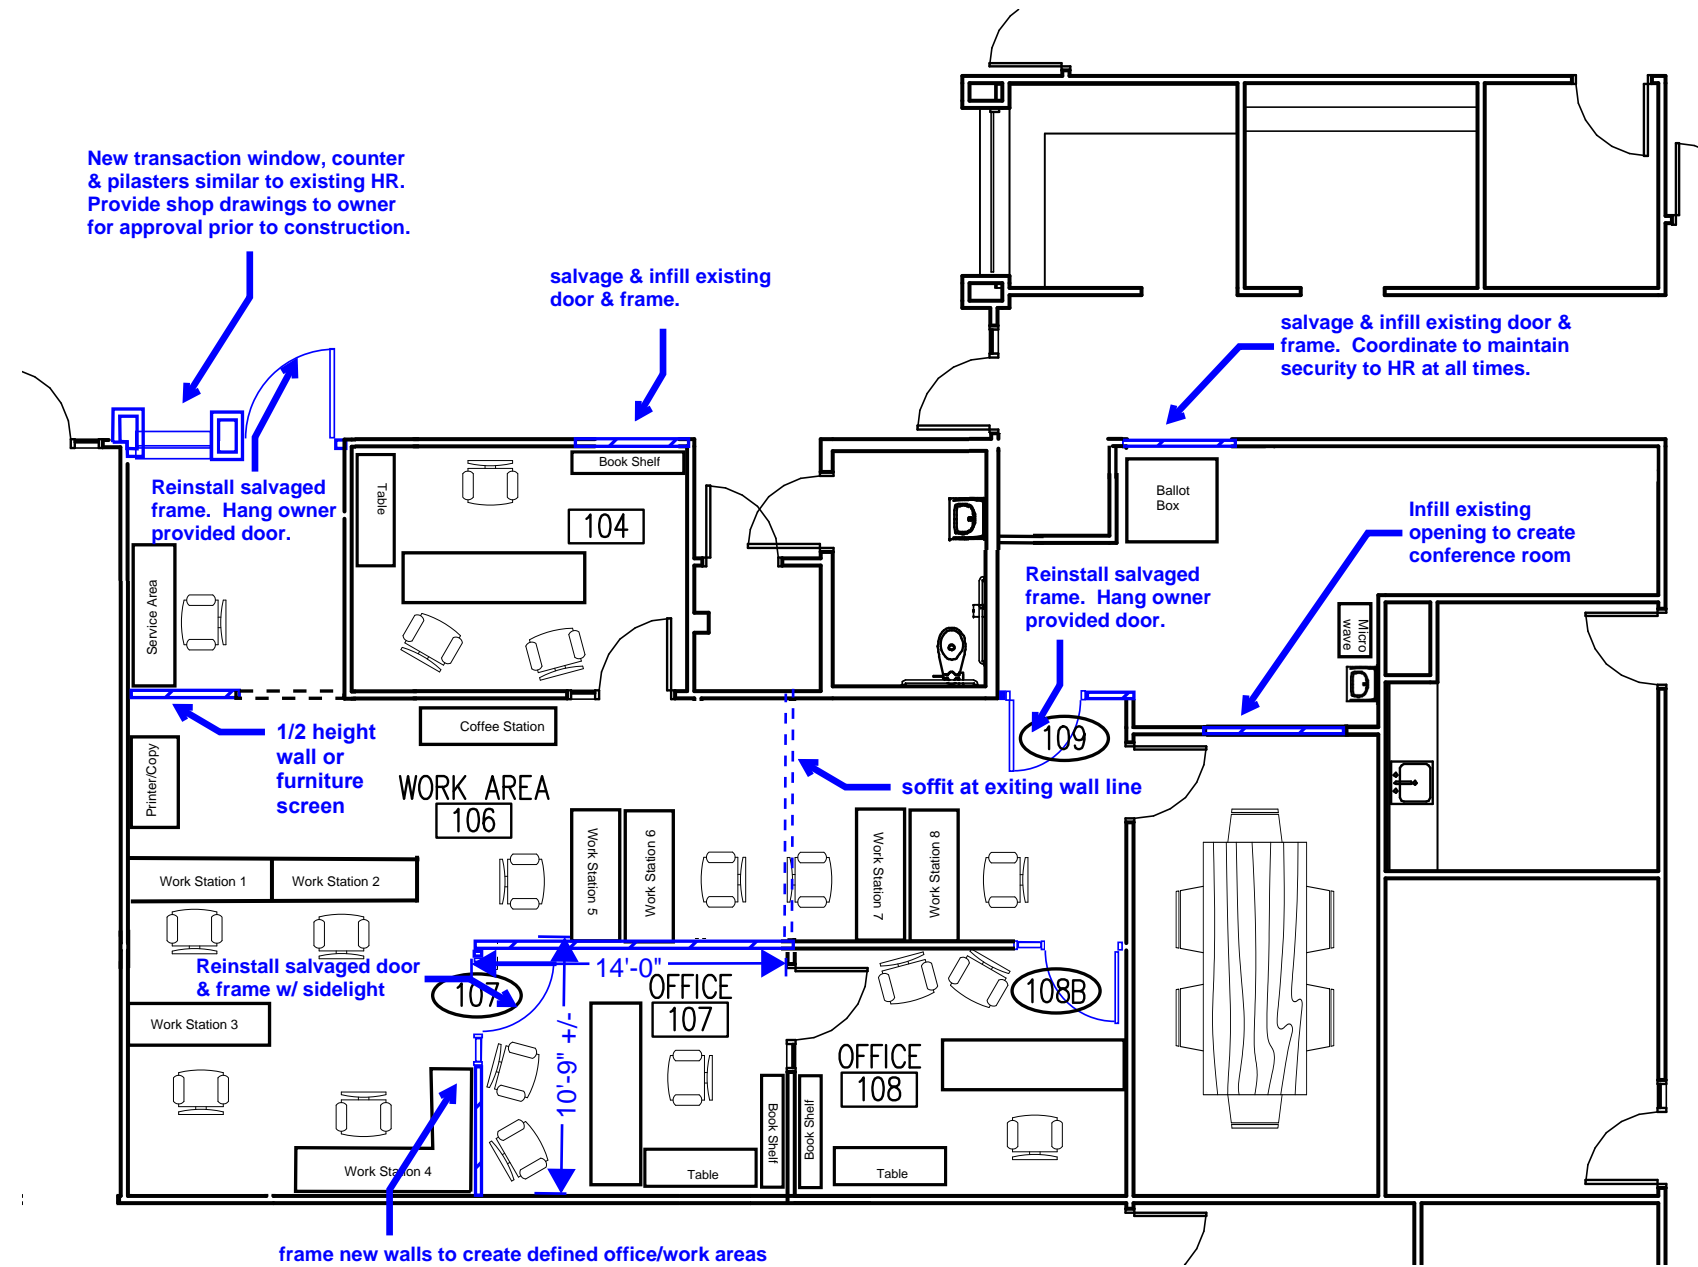 New transaction window, counter
& pilasters similar to existing HR.
Provide shop drawings to owner
for approval prior to construction.
salvage & infill existing
door & frame.
salvage & infill existing door &
frame.  Coordinate to maintain
security to HR at all times.
Reinstall salvaged
frame.  Hang owner
provided door.
Table
Book Shelf
104
Ballot
Box
Infill existing
opening to create
conference room
Reinstall salvaged
frame.  Hang owner
provided door.
Service Area
Micro
wave
1/2 height
wall or
furniture
screen
Coffee Station
109
Printer/Copy
WORK AREA
106
soffit at exiting wall line
Work Station 1
Work Station 2
Work Station 5
Work Station 6
Work Station 7
Work Station 8
Reinstall salvaged door
& frame w/ sidelight
107
14'-0"
OFFICE
107
108B
Work Station 3
10'-9" +/-
OFFICE
108
Work Station 4
Table
Book Shelf
Book Shelf
Table
frame new walls to create defined office/work areas